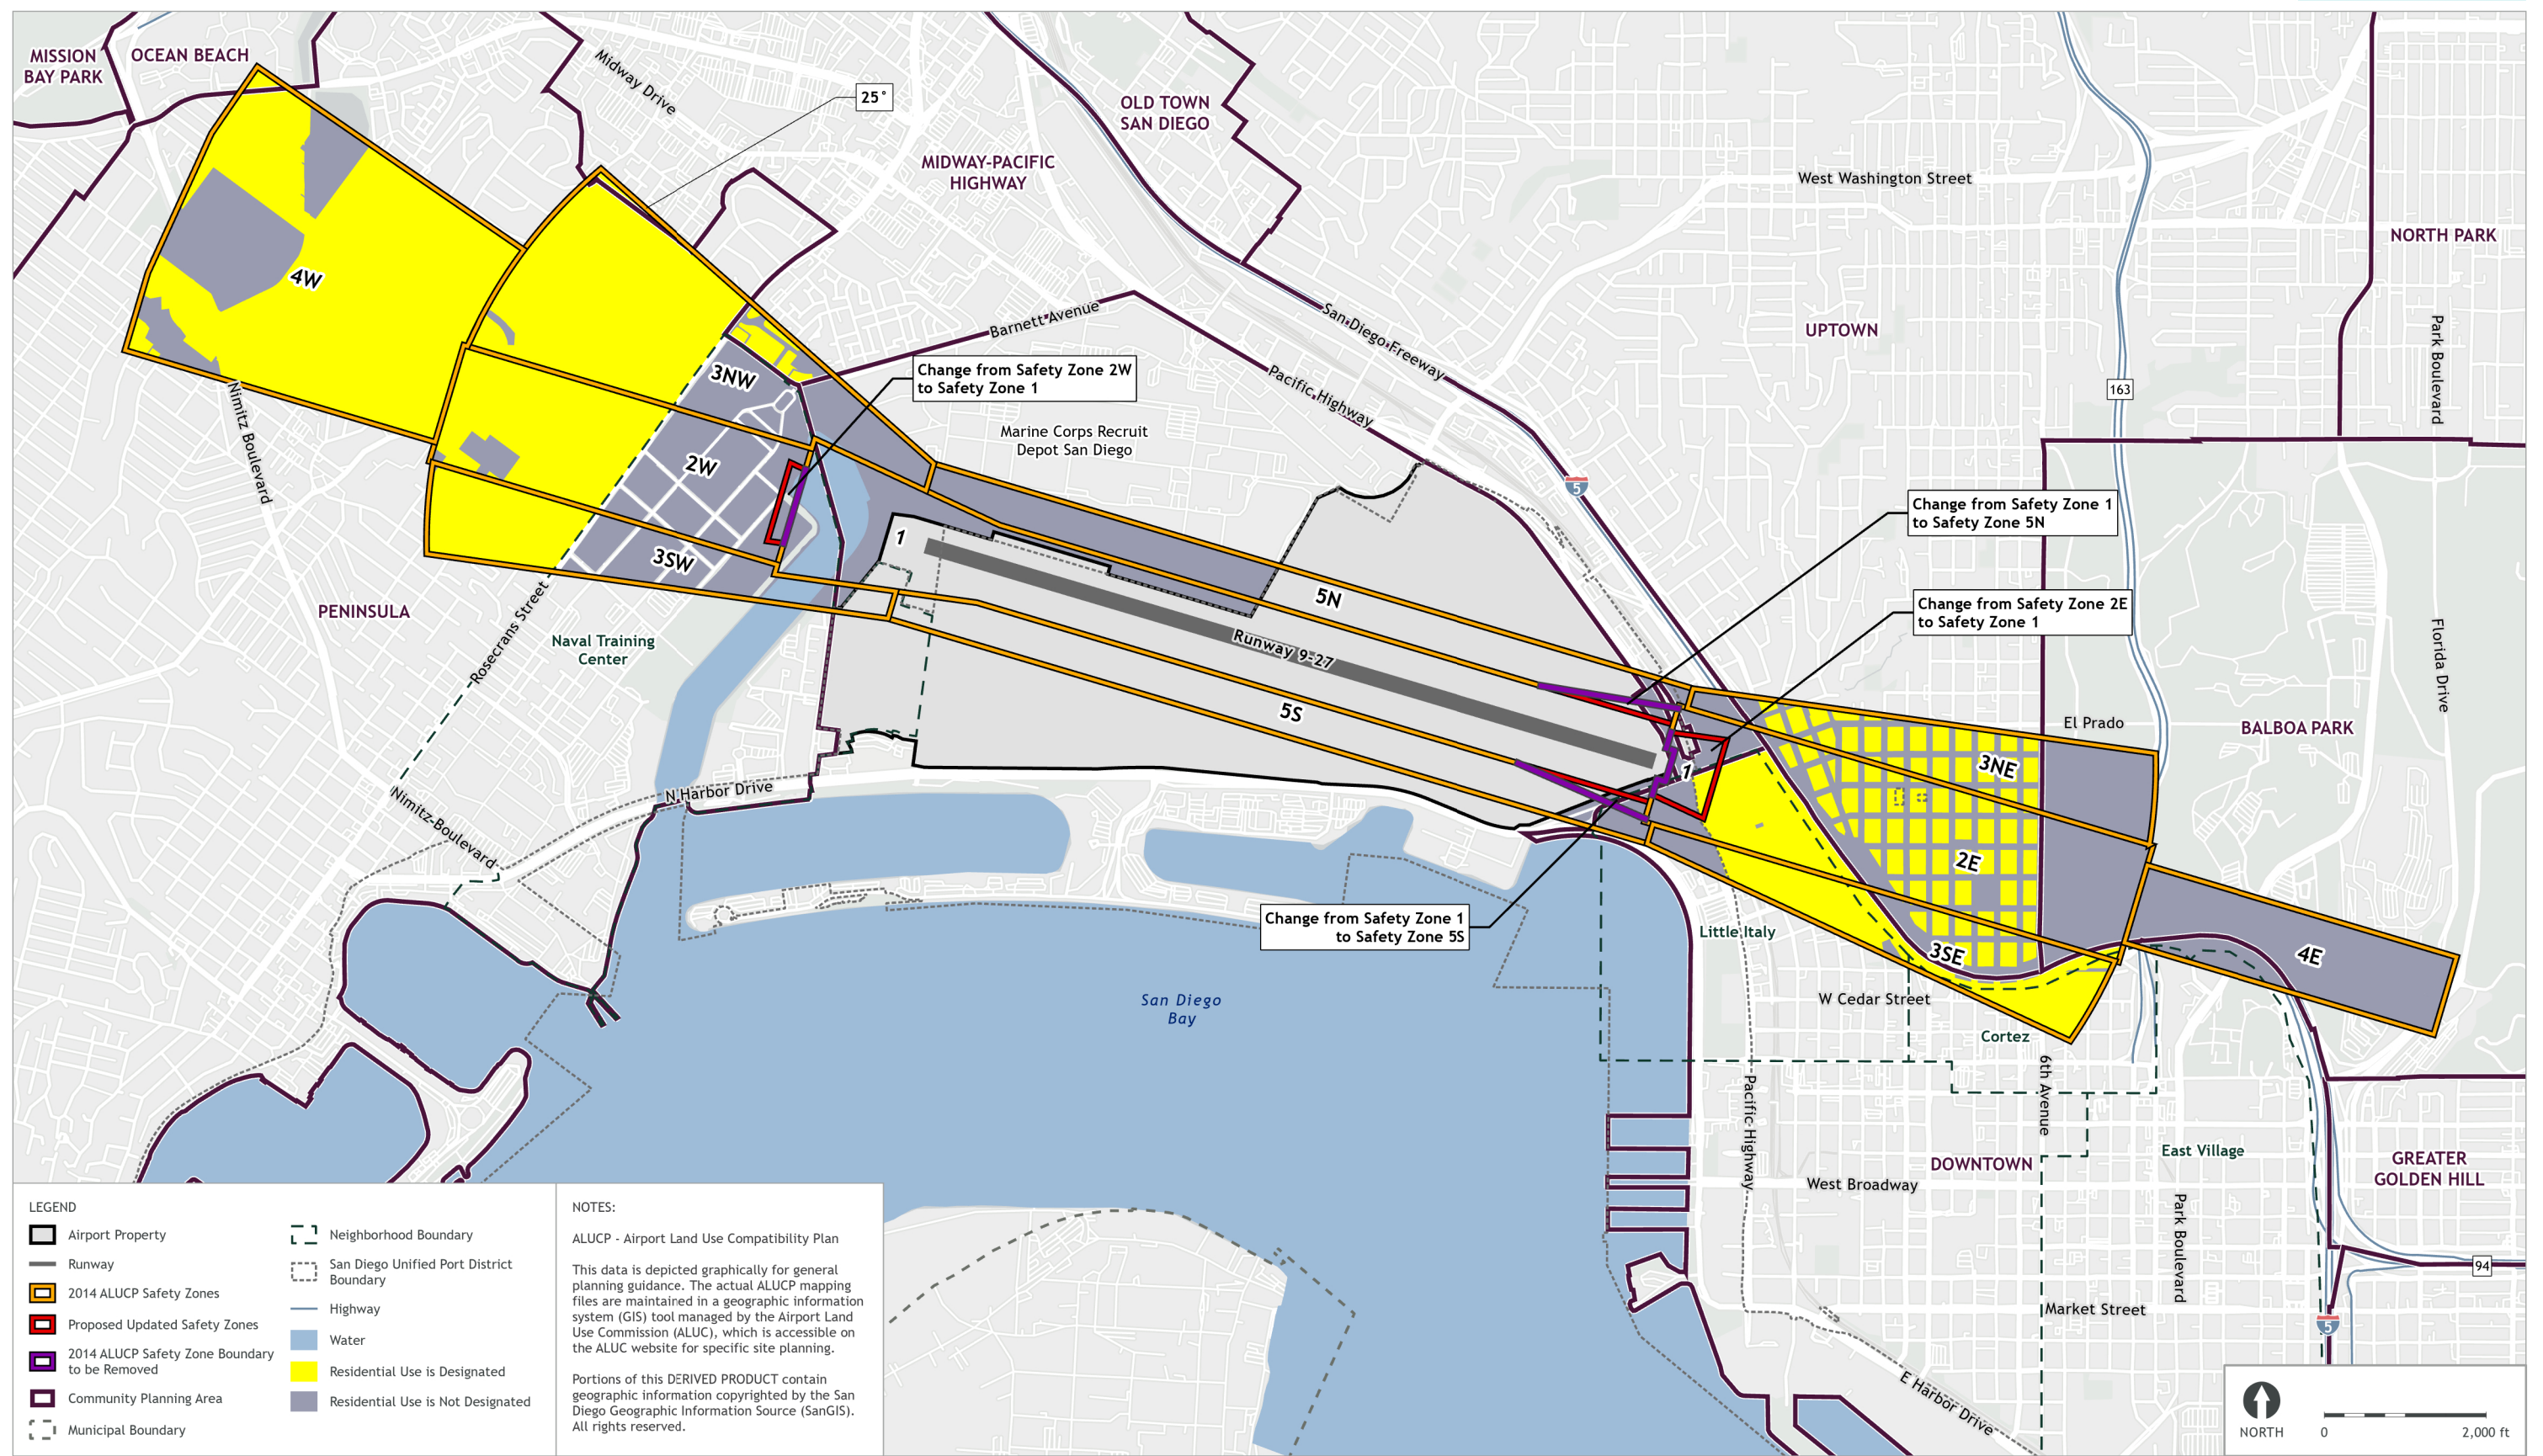 MISSION
BAY PARK
OCEAN BEACH
Midway Drive
25°
OLD TOWN
SAN DIEGO
MIDWAY-PACIFIC
HIGHWAY
West Washington Street
NORTH PARK
4W
Barnett Avenue
San Diego Freeway
UPTOWN
Park Boulevard
3NW
Change from Safety Zone 2W
to Safety Zone 1
Pacific Highway
163
Nimitz Boulevard
Marine Corps Recruit
Depot San Diego
2W
5
Change from Safety Zone 1
to Safety Zone 5N
1
3SW
5N
Change from Safety Zone 2E
to Safety Zone 1
PENINSULA
Rosecrans Street
Naval Training
Center
Runway 9-27
Florida Drive
5S
El Prado
BALBOA PARK
1
3NE
N Harbor Drive
Nimitz Boulevard
2E
Change from Safety Zone 1
to Safety Zone 5S
Little Italy
3SE
4E
San Diego
Bay
W Cedar Street
Cortez
6th Avenue
Pacific Highway
East Village
DOWNTOWN
GREATER
GOLDEN HILL
West Broadway
Park Boulevard
94
Market Street
5
E Harbor Drive
LEGEND
Airport Property
Runway
2014 ALUCP Safety Zones
Proposed Updated Safety Zones
2014 ALUCP Safety Zone Boundary
to be Removed
Community Planning Area
Municipal Boundary
Neighborhood Boundary
San Diego Unified Port District
Boundary
Highway
Water
Residential Use is Designated
Residential Use is Not Designated
NOTES:
ALUCP - Airport Land Use Compatibility Plan
This data is depicted graphically for general
planning guidance. The actual ALUCP mapping
files are maintained in a geographic information
system (GIS) tool managed by the Airport Land
Use Commission (ALUC), which is accessible on
the ALUC website for specific site planning.
Portions of this DERIVED PRODUCT contain
geographic information copyrighted by the San
Diego Geographic Information Source (SanGIS).
All rights reserved.
NORTH
0
2,000 ft